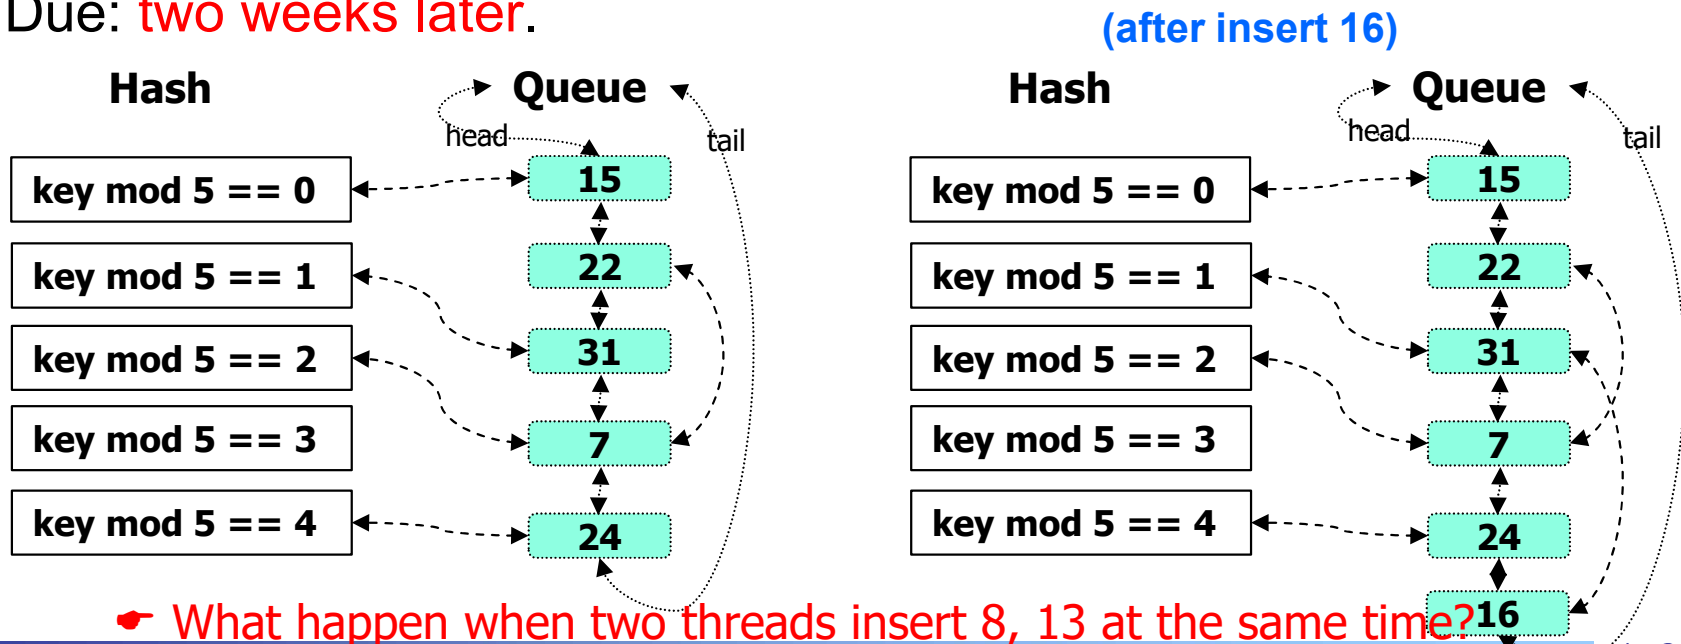 Due: two weeks later.
(after insert 16)
Hash
Queue
head
tail
key mod 5 == 0
15
key mod 5 == 1
22
key mod 5 == 2
31
key mod 5 == 3
7
key mod 5 == 4
24
Hash
Queue
head
tail
key mod 5 == 0
15
key mod 5 == 1
22
key mod 5 == 2
31
key mod 5 == 3
7
key mod 5 == 4
24
16
☛ What happen when two threads insert 8, 13 at the same time?